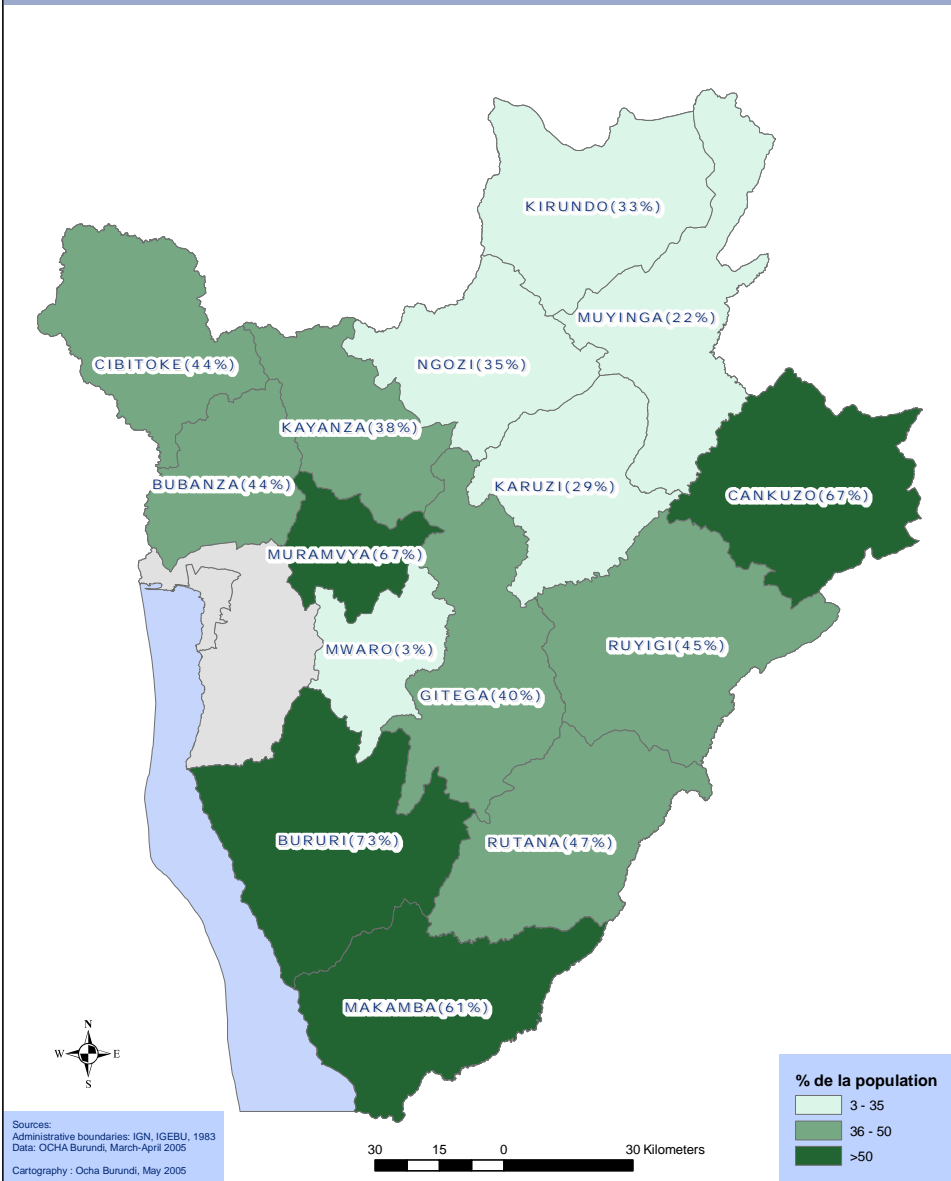 KIRUNDO(33%)
MUYINGA(22%)
CIBITOKE(44%)
NGOZI(35%)
KAYANZA(38%)
BUBANZA(44%)
KARUZI(29%)
CANKUZO(67%)
MURAMVYA(67%)
MWARO(3%)
RUYIGI(45%)
GITEGA(40%)
BURURI(73%)
RUTANA(47%)
MAKAMBA(61%)
N
W E
S
% de la population
3 - 35
36 - 50
>50
Sources:
Administrative boundaries: IGN, IGEBU, 1983
Data: OCHA Burundi, March-April 2005
Cartography : Ocha Burundi, May 2005
30 15 0 30 Kilometers